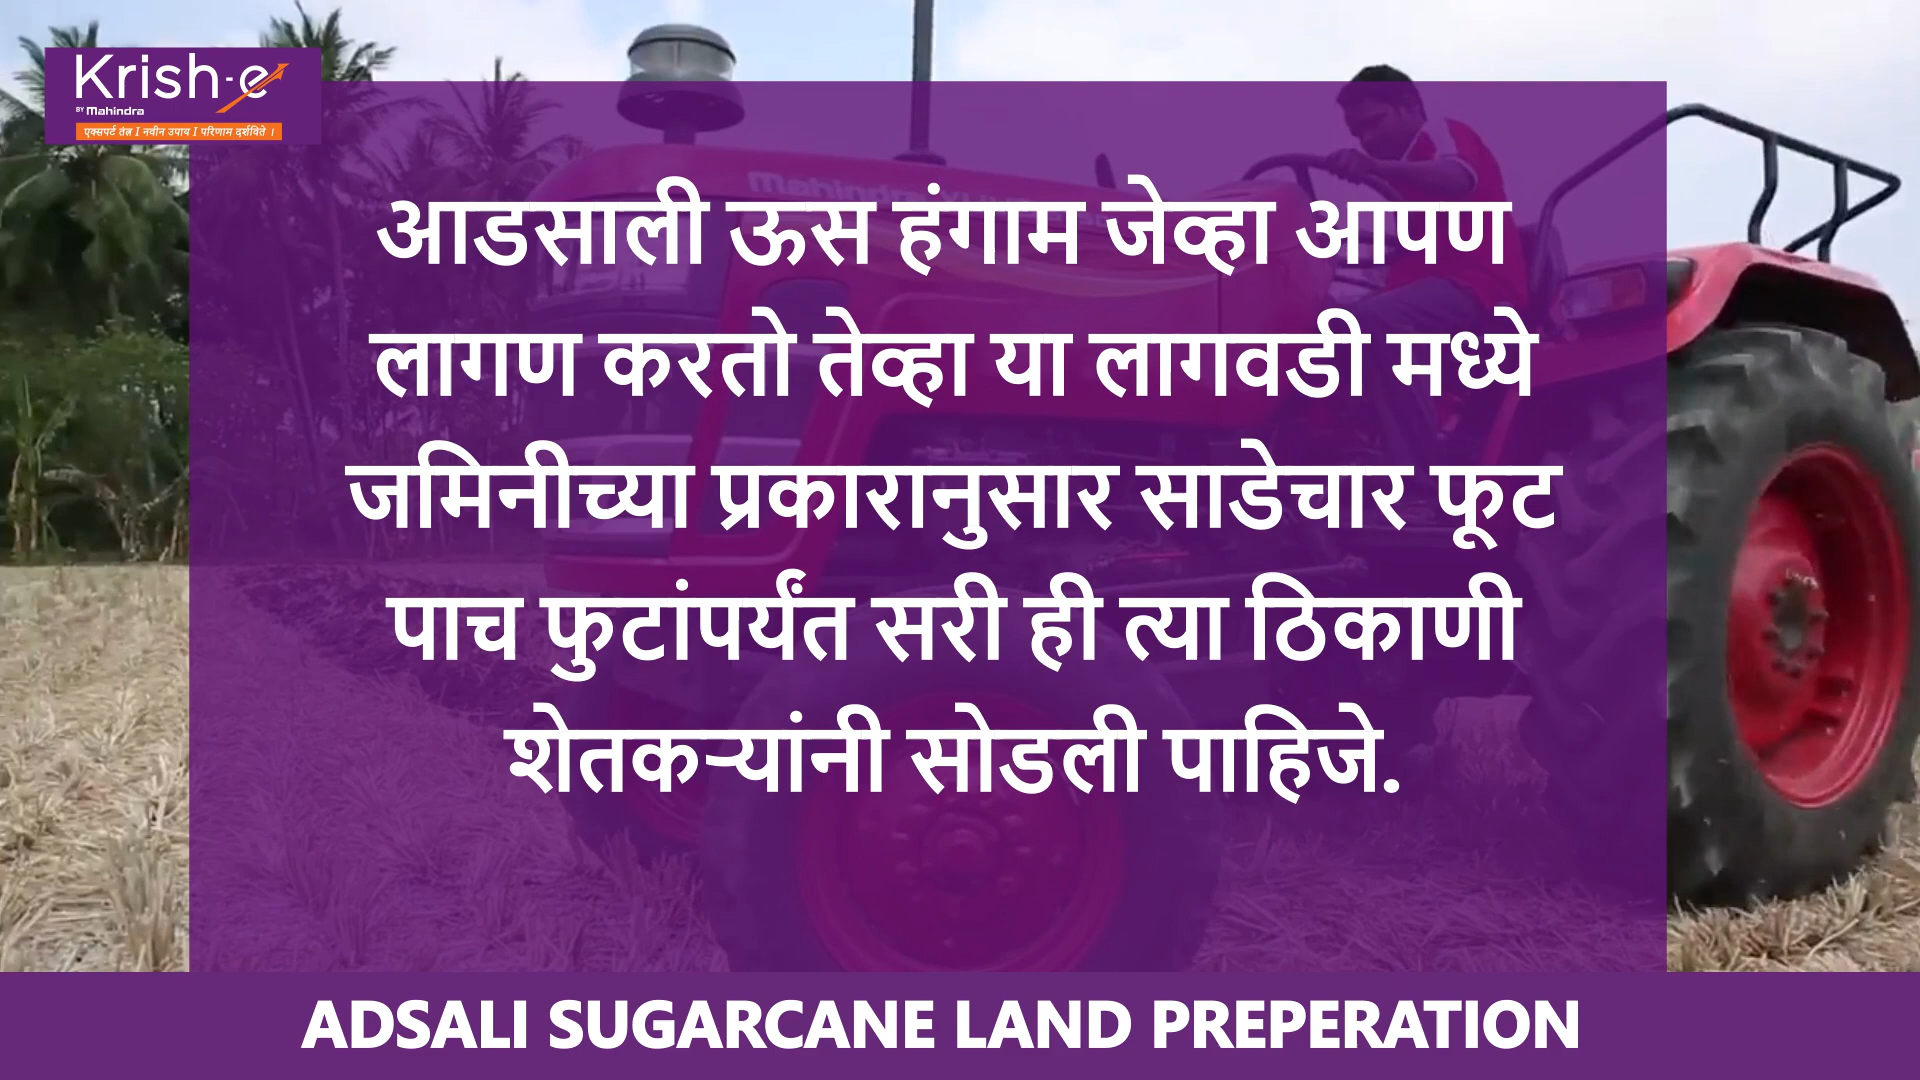 Krish-e
BY Mahindra
एक्सपर्ट तंत्र I नवीन उपाय I परिणाम दर्शविते ।
आडसाली ऊस हंगाम जेव्हा आपण
लागण करतो तेव्हा या लागवडी मध्ये
जमिनीच्या प्रकारानुसार साडेचार फूट
पाच फुटांपर्यंत सरी ही त्या ठिकाणी
शेतकऱ्यांनी सोडली पाहिजे.
ADSALI SUGARCANE LAND PREPERATION